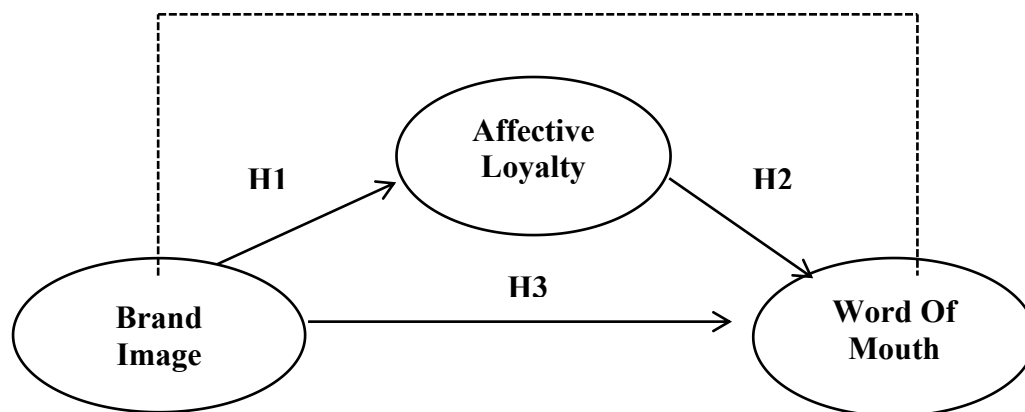 Affective
Loyalty
H1
H2
H3
Brand
Image
Word Of
Mouth